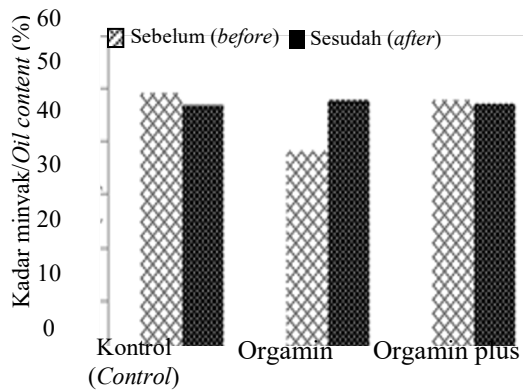 60
Sebelum (before) Sesudah (after)
50
40
30
20
10
0
Kadar minvak/Oil content (%)
Kontrol
(Control)
Orgamin
Orgamin plus